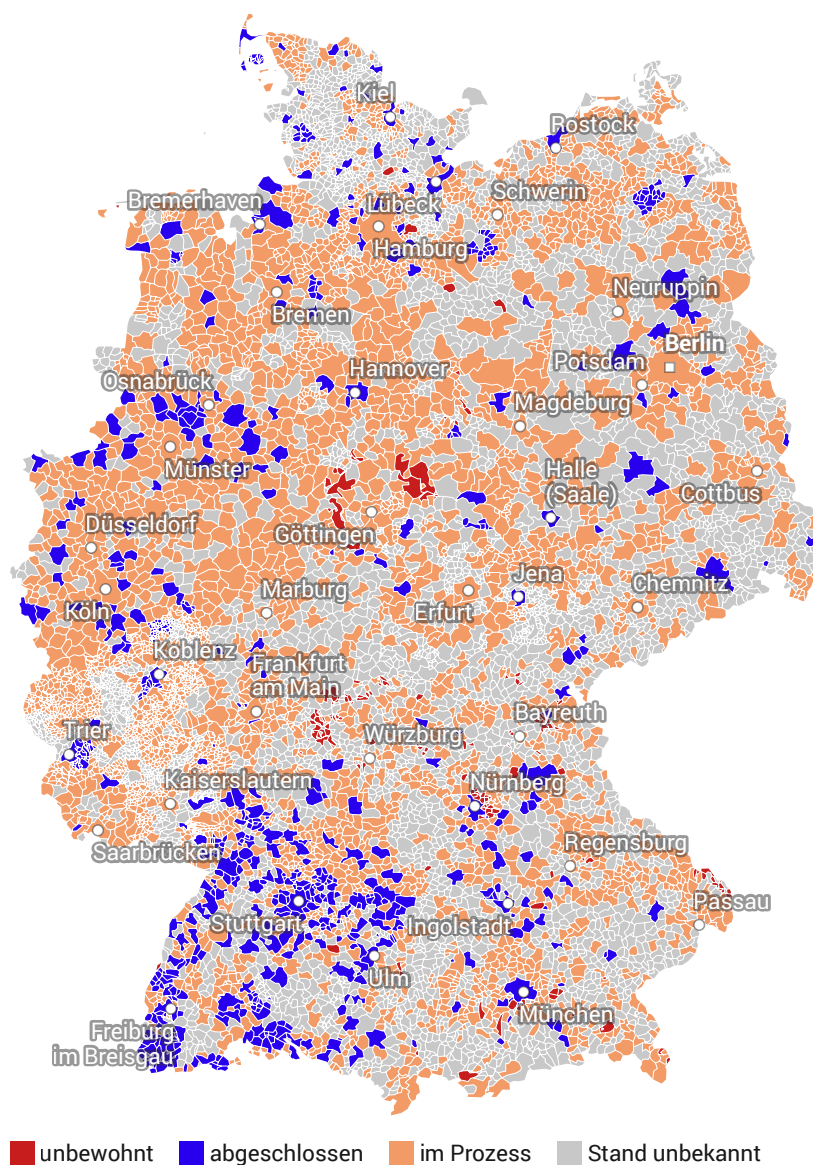 Kiel
Rostock
Bremerhaven
Lübeck
Schwerin
Hamburg
Neuruppin
Bremen
Berlin
Hannover
Potsdam
Osnabrück
Magdeburg
Münster
Halle
(Saale)
Cottbus
Düsseldorf
Göttingen
Jena
Chemnitz
Köln
Marburg
Erfurt
Koblenz
Frankfurt
am Main
Trier
Würzburg
Bayreuth
Kaiserslautern
Nürnberg
Saarbrücken
Regensburg
Passau
Stuttgart
Ingolstadt
Ulm
München
Freiburg
im Breisgau
unbewohnt abgeschlossen im Prozess Stand unbekannt